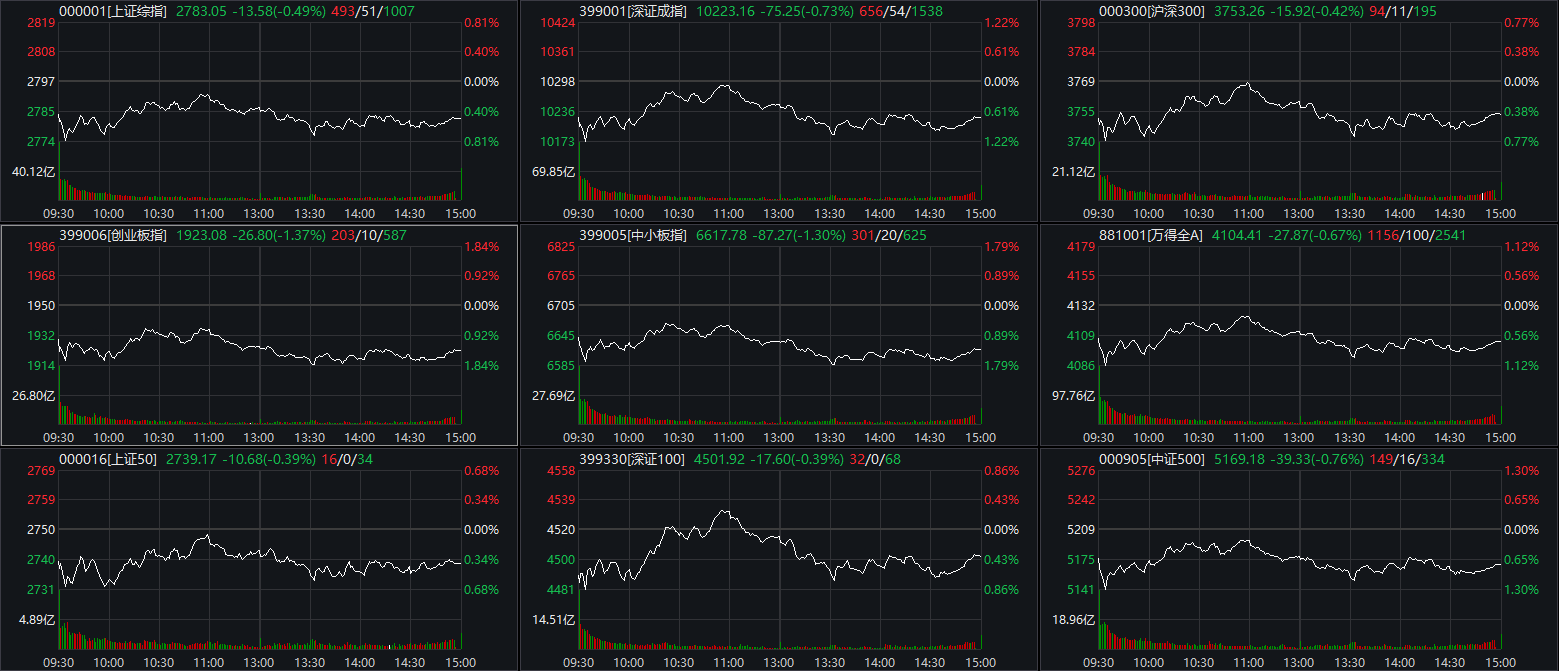 000001[上证综指] 2783.05 -13.58(-0.49%) 493/51/1007
2819 0.81%
2808 0.40%
2797 0.00%
2785 0.40%
2774 0.81%
40.12亿
09:30 10:00 10:30 11:00 13:00 13:30 14:00 14:30 15:00
399001[深证成指] 10223.16 -75.25(-0.73%) 656/54/1538
10424 1.22%
10361 0.61%
10298 0.00%
10236 0.61%
10173 1.22%
69.85亿
09:30 10:00 10:30 11:00 13:00 13:30 14:00 14:30 15:00
000300[沪深300] 3753.26 -15.92(-0.42%) 94/11/195
3798 0.77%
3784 0.38%
3769 0.00%
3755 0.38%
3740 0.77%
21.12亿
09:30 10:00 10:30 11:00 13:00 13:30 14:00 14:30 15:00
399006[创业板指] 1923.08 -26.80(-1.37%) 203/10/587
1986 1.84%
1968 0.92%
1950 0.00%
1932 0.92%
1914 1.84%
26.80亿
09:30 10:00 10:30 11:00 13:00 13:30 14:00 14:30 15:00
399005[中小板指] 6617.78 -87.27(-1.30%) 301/20/625
6825 1.79%
6765 0.89%
6705 0.00%
6645 0.89%
6585 1.79%
27.69亿
09:30 10:00 10:30 11:00 13:00 13:30 14:00 14:30 15:00
881001[万得全A] 4104.41 -27.87(-0.67%) 1156/100/2541
4179 1.12%
4155 0.56%
4132 0.00%
4109 0.56%
4086 1.12%
97.76亿
09:30 10:00 10:30 11:00 13:00 13:30 14:00 14:30 15:00
000016[上证50] 2739.17 -10.68(-0.39%) 16/0/34
2769 0.68%
2759 0.34%
2750 0.00%
2740 0.34%
2731 0.68%
4.89亿
09:30 10:00 10:30 11:00 13:00 13:30 14:00 14:30 15:00
399330[深证100] 4501.92 -17.60(-0.39%) 32/0/68
4558 0.86%
4539 0.43%
4520 0.00%
4500 0.43%
4481 0.86%
14.51亿
09:30 10:00 10:30 11:00 13:00 13:30 14:00 14:30 15:00
000905[中证500] 5169.18 -39.33(-0.76%) 149/16/334
5276 1.30%
5242 0.65%
5209 0.00%
5175 0.65%
5141 1.30%
18.96亿
09:30 10:00 10:30 11:00 13:00 13:30 14:00 14:30 15:00